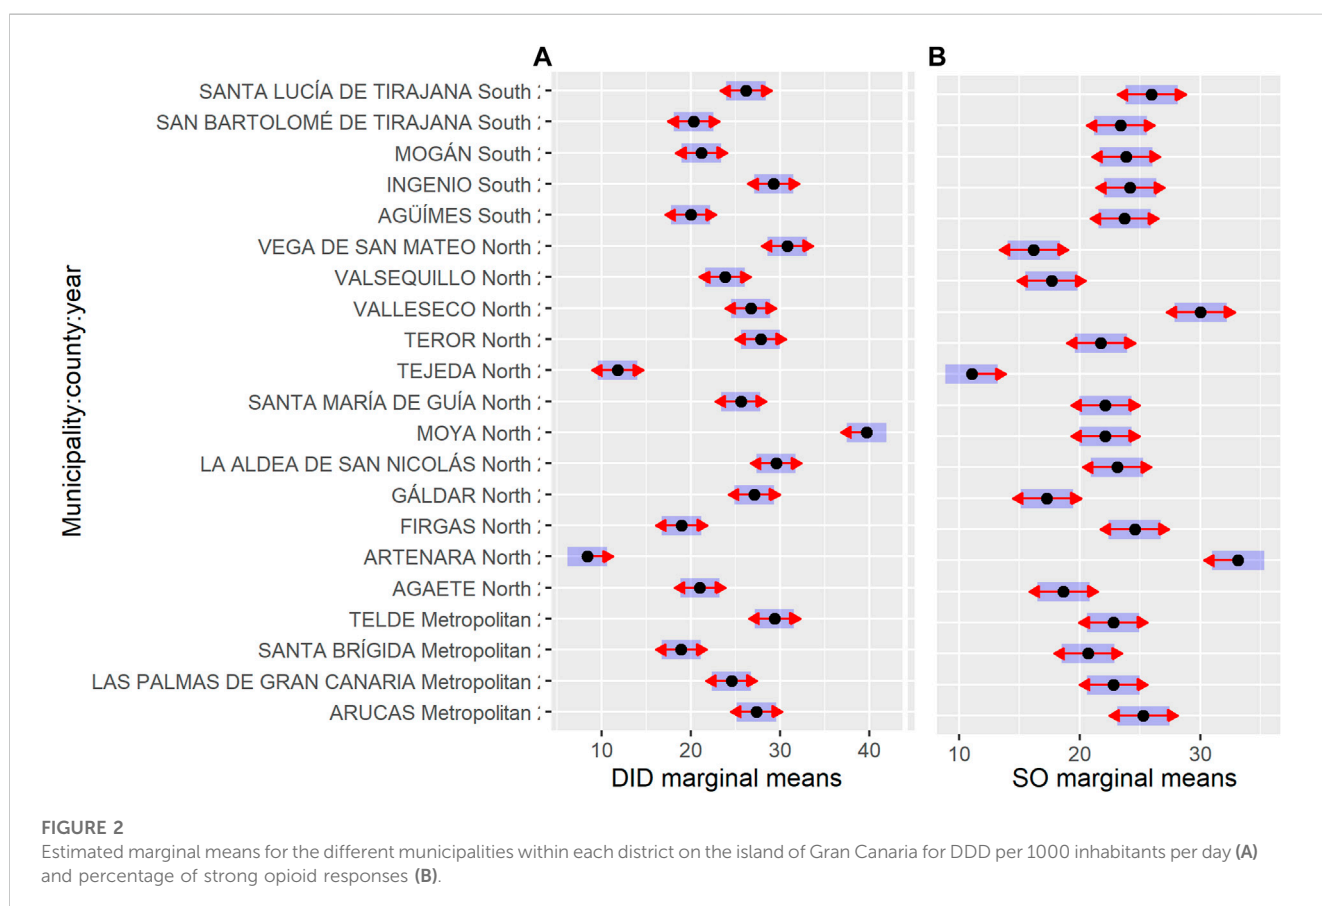 A
B
SANTA LUCÍA DE TIRAJANA South
SAN BARTOLOMÉ DE TIRAJANA South
MOGÁN South
INGENIO South
AGÜÍMES South
VEGA DE SAN MATEO North
VALSEQUILLO North
VALLESECO North
TEROR North
TEJEDA North
SANTA MARÍA DE GUÍA North
MOYA North
LA ALDEA DE SAN NICOLÁS North
GÁLDAR North
FIRGAS North
ARTENARA North
AGAETE North
TELDE Metropolitan
SANTA BRÍGIDA Metropolitan
LAS PALMAS DE GRAN CANARIA Metropolitan
ARUCAS Metropolitan
Municipality:county:year
10 20 30 40
10 20 30
DID marginal means
SO marginal means
FIGURE 2
Estimated marginal means for the different municipalities within each district on the island of Gran Canaria for DDD per 1000 inhabitants per day (A)
and percentage of strong opioid responses (B).